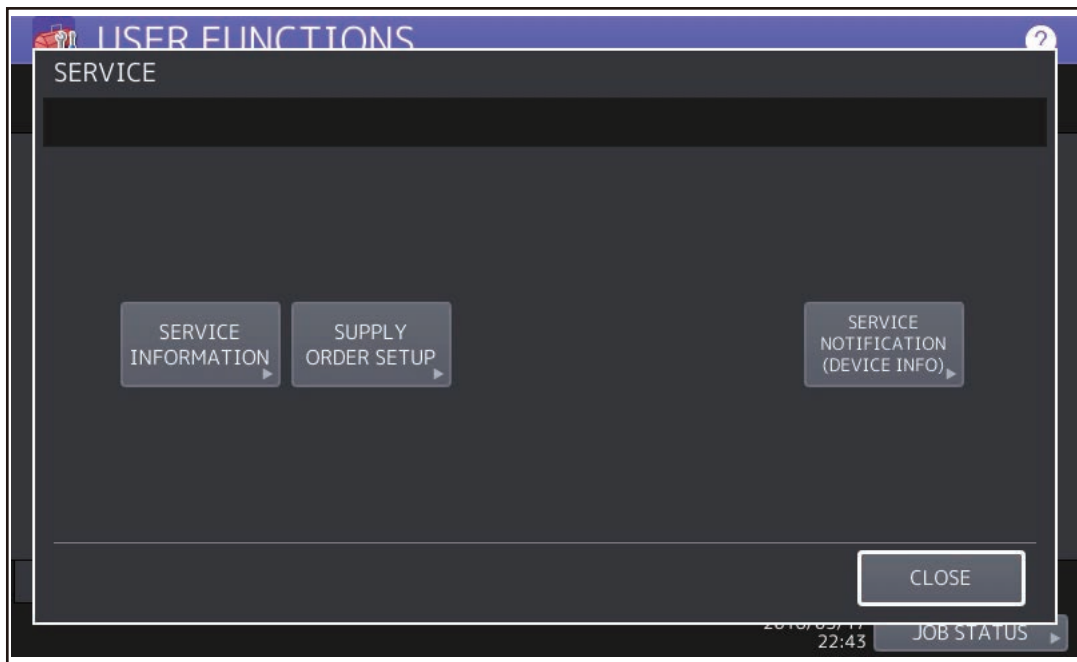 USER FUNCTIONS
?
SERVICE
SERVICE
INFORMATION
SUPPLY
ORDER SETUP
SERVICE
NOTIFICATION
(DEVICE INFO)
CLOSE
22:43
JOB STATUS